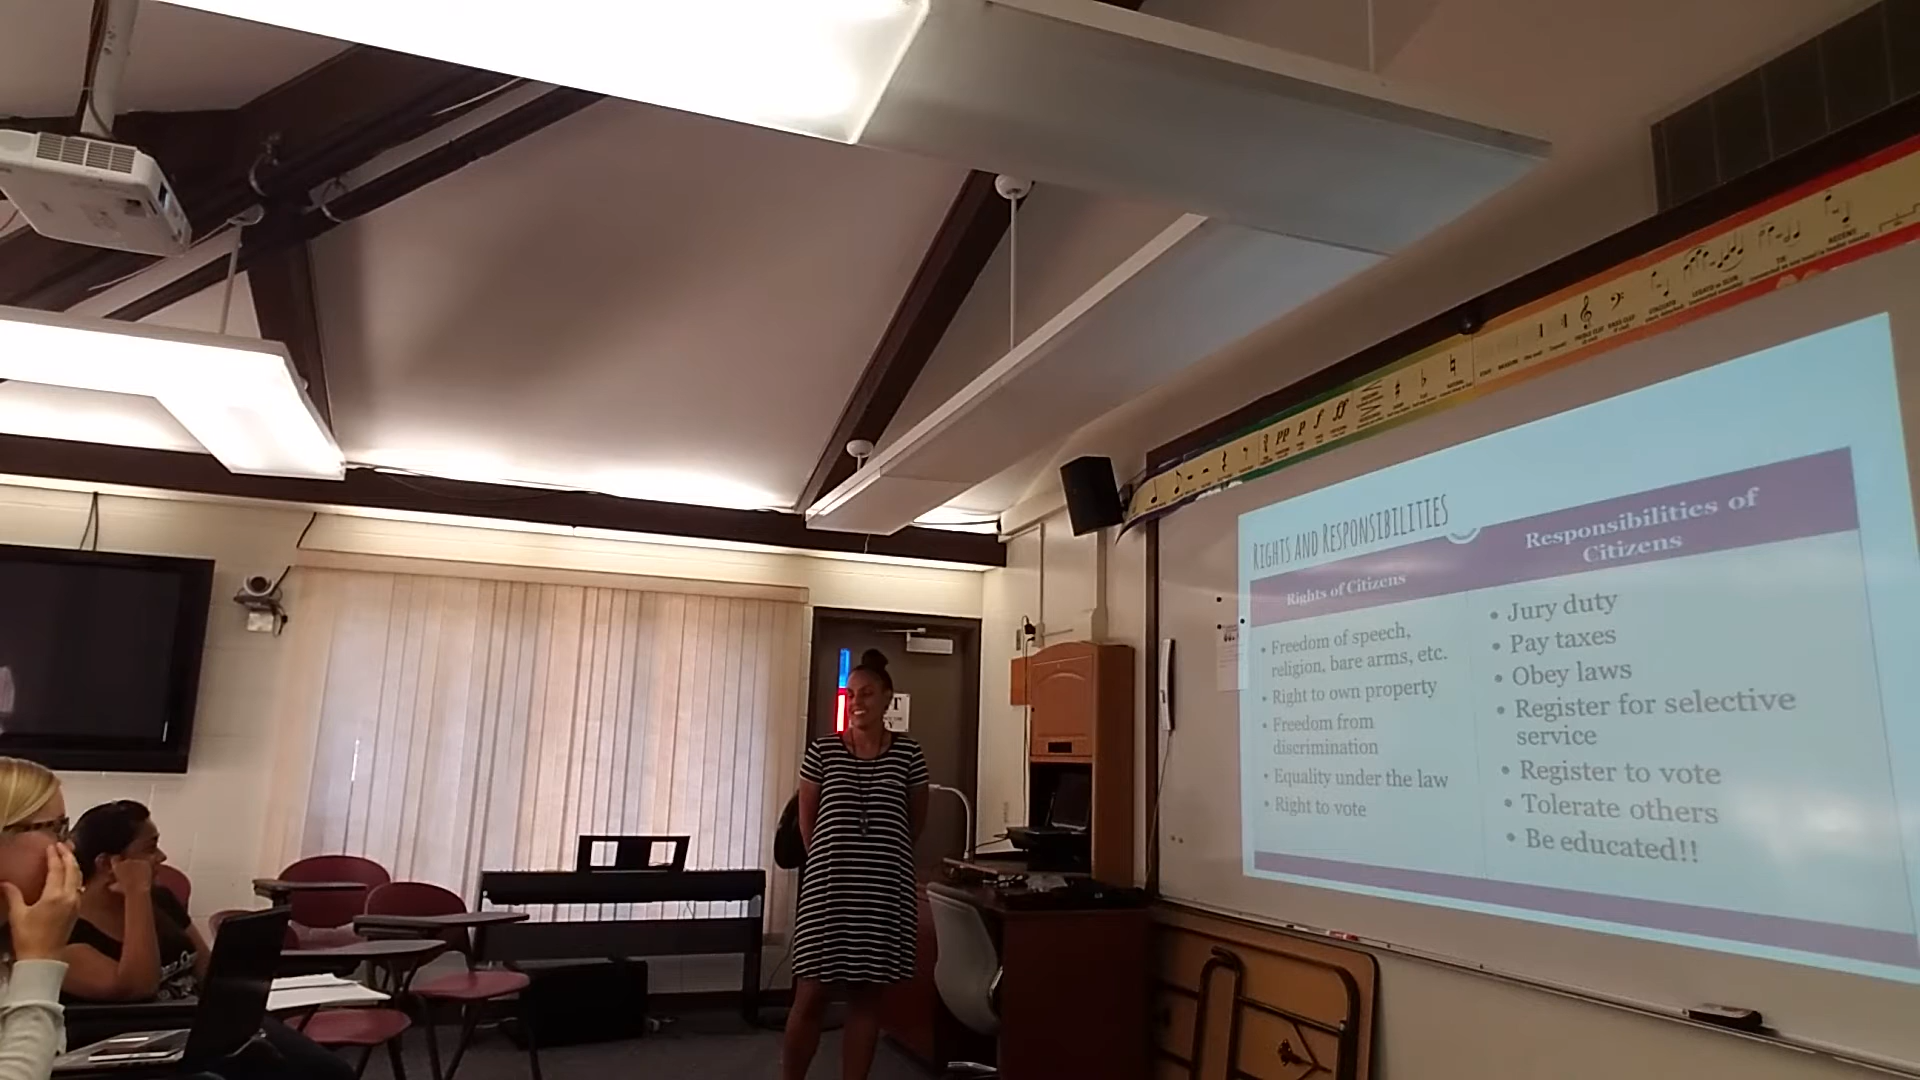 RIGHTS AND RESPONSIBILITIES
Rights of Citizens
• Freedom of speech,
religion, bare arms, etc.
• Right to own property
• Freedom from
discrimination
• Equality under the law
• Right to vote
Responsibilities of
Citizens
• Jury duty
• Pay taxes
• Obey laws
• Register for selective
service
• Register to vote
• Tolerate others
• Be educated!!
pp
p
f
ff